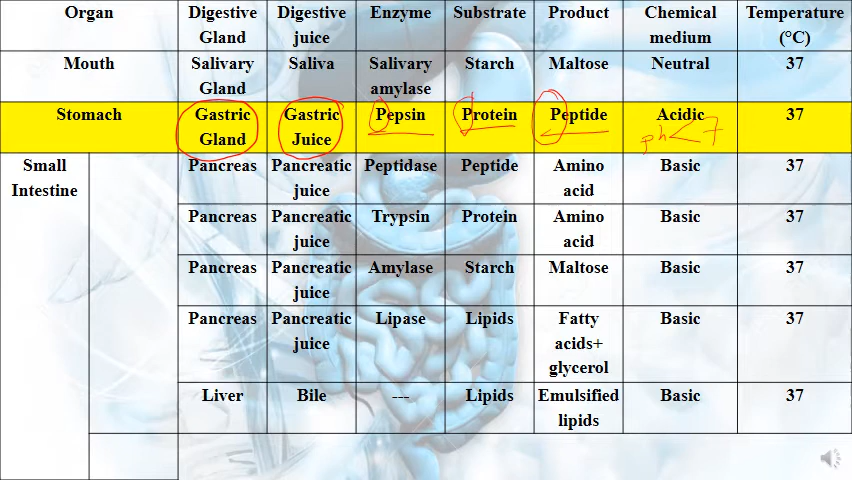 Organ Digestive Gland Digestive juice Enzyme Substrate Product Chemical medium Temperature (°C)
Mouth Salivary Gland Saliva Salivary amylase Starch Maltose Neutral 37
Stomach Gastric Gland Gastric Juice Pepsin Protein Peptide Acidic 37
ph < 7
Small Intestine Pancreas Pancreatic juice Peptidase Peptide Amino acid Basic 37
Pancreas Pancreatic juice Trypsin Protein Amino acid Basic 37
Pancreas Pancreatic juice Amylase Starch Maltose Basic 37
Pancreas Pancreatic juice Lipase Lipids Fatty acids+ glycerol Basic 37
Liver Bile --- Lipids Emulsified lipids Basic 37